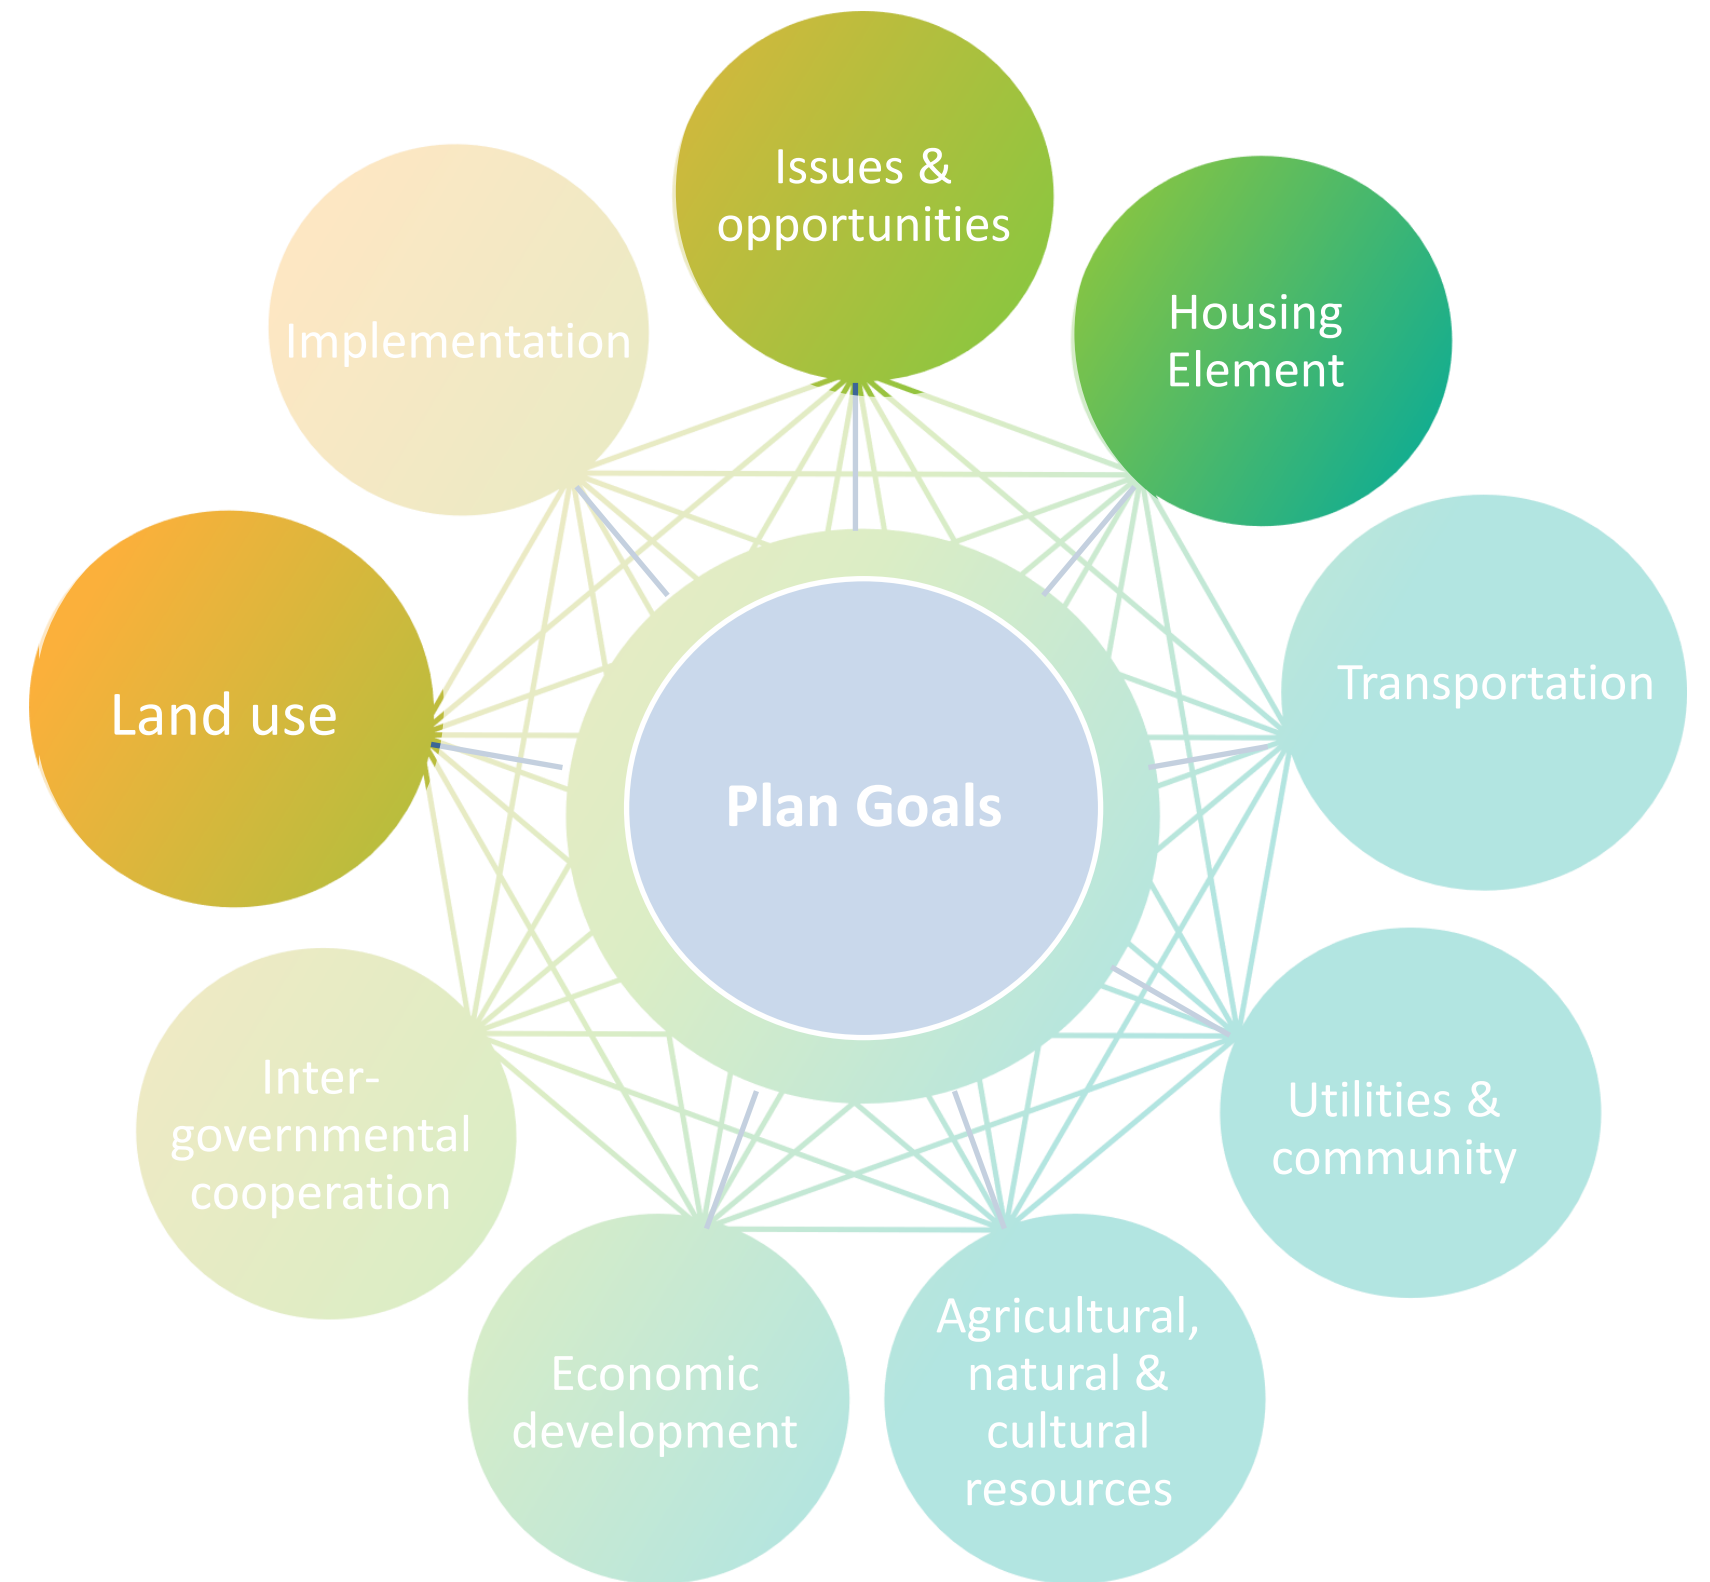 Issues &
opportunities
Housing
Element
Implementation
Transportation
Land use
Plan Goals
Inter-
governmental
cooperation
Utilities &
community
Economic
development
Agricultural,
natural &
cultural
resources